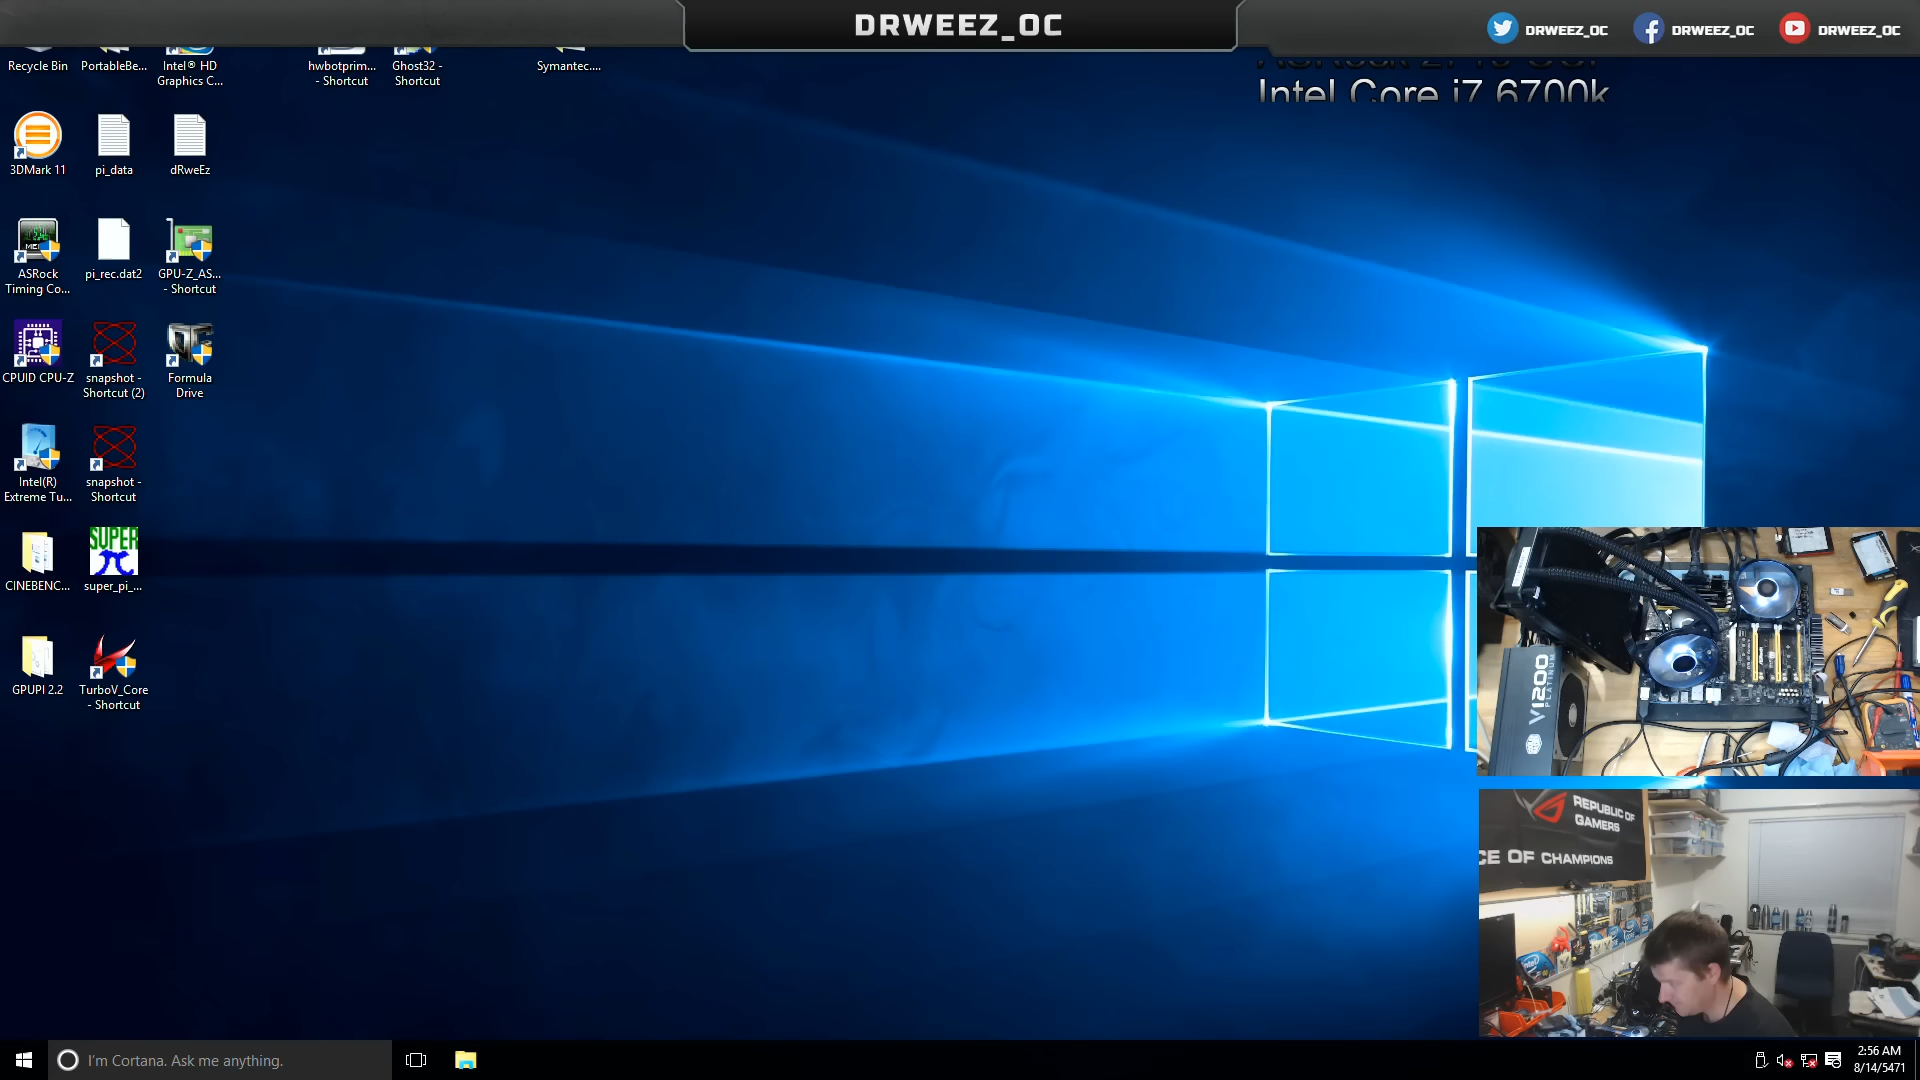 DRWEEZ_OC
DRWEEZ_OC
DRWEEZ_OC
DRWEEZ_OC
Recycle Bin
PortableBe...
Intel® HD
Graphics C...
hwbotprim...
- Shortcut
Ghost32 -
Shortcut
Symantec....
Intel Core i7 6700k
3DMark 11
pi_data
dRweEz
ASRock
Timing Co...
pi_rec.dat2
GPU-Z_AS...
- Shortcut
CPUID CPU-Z
snapshot -
Shortcut (2)
Formula
Drive
Intel(R)
Extreme Tu...
snapshot -
Shortcut
CINEBENC...
SUPER
super_pi_...
GPUPI 2.2
TurboV_Core
- Shortcut
V1200
PLATINUM
REPUBLIC OF
GAMERS
CE OF CHAMPIONS
I'm Cortana. Ask me anything.
2:56 AM
8/14/5471